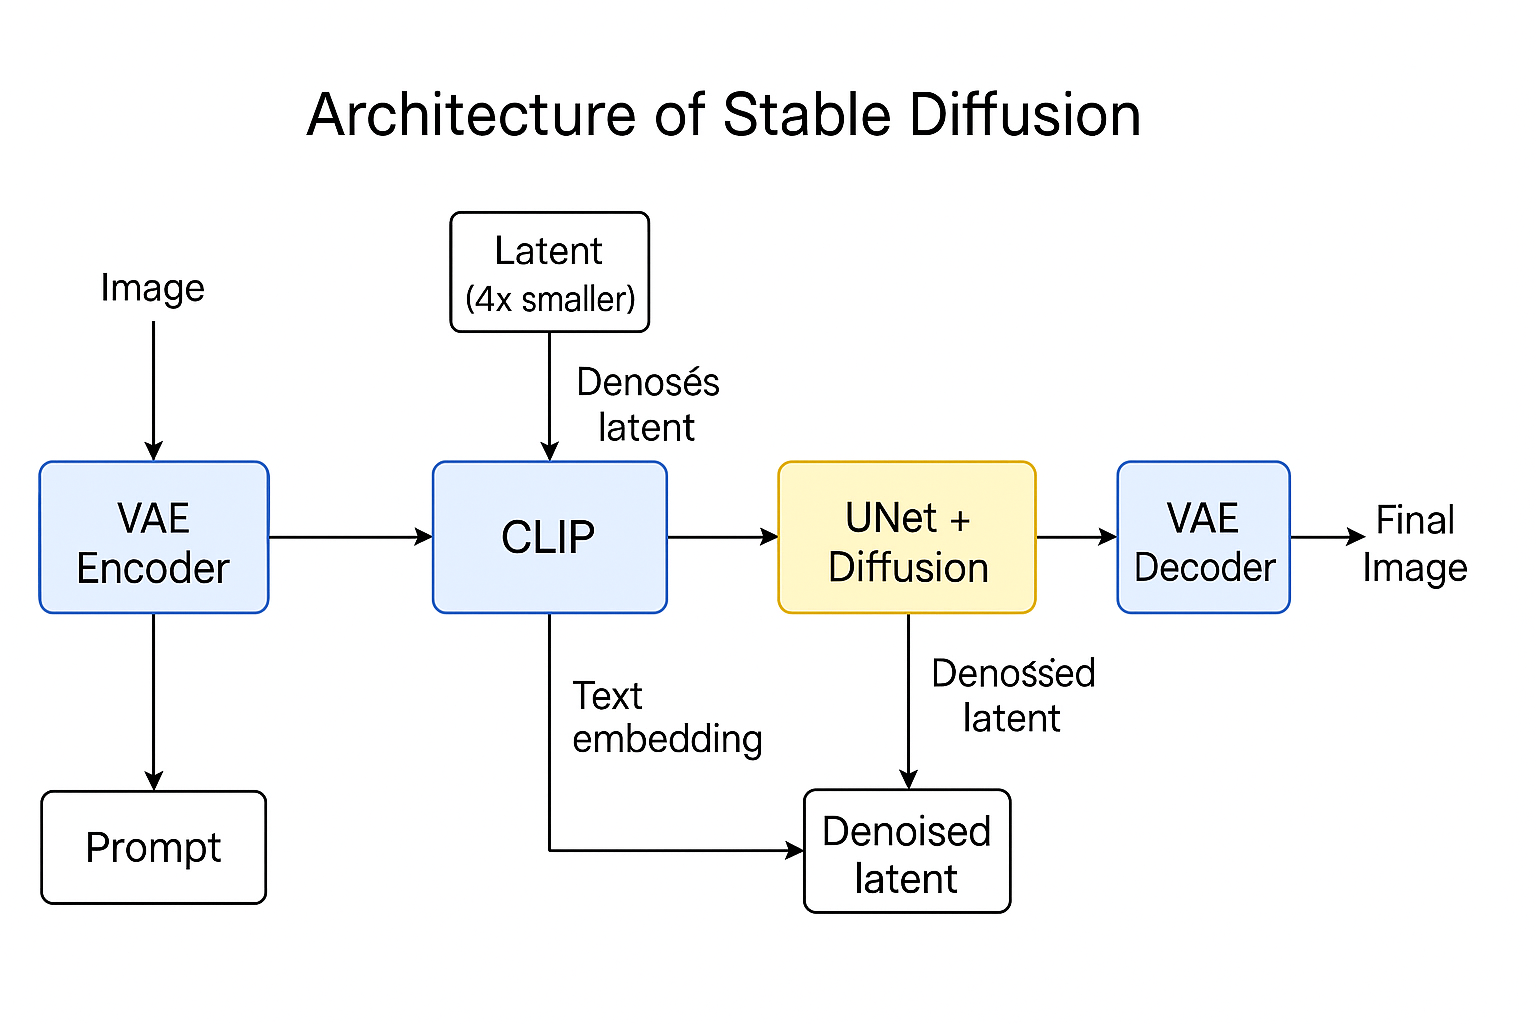 Architecture of Stable Diffusion
Latent
(4x smaller)
Image
Denosés
latent
VAE
Encoder
CLIP
UNet +
Diffusion
VAE
Decoder
Final
Image
Text
embedding
latent
Prompt
Denoised
latent